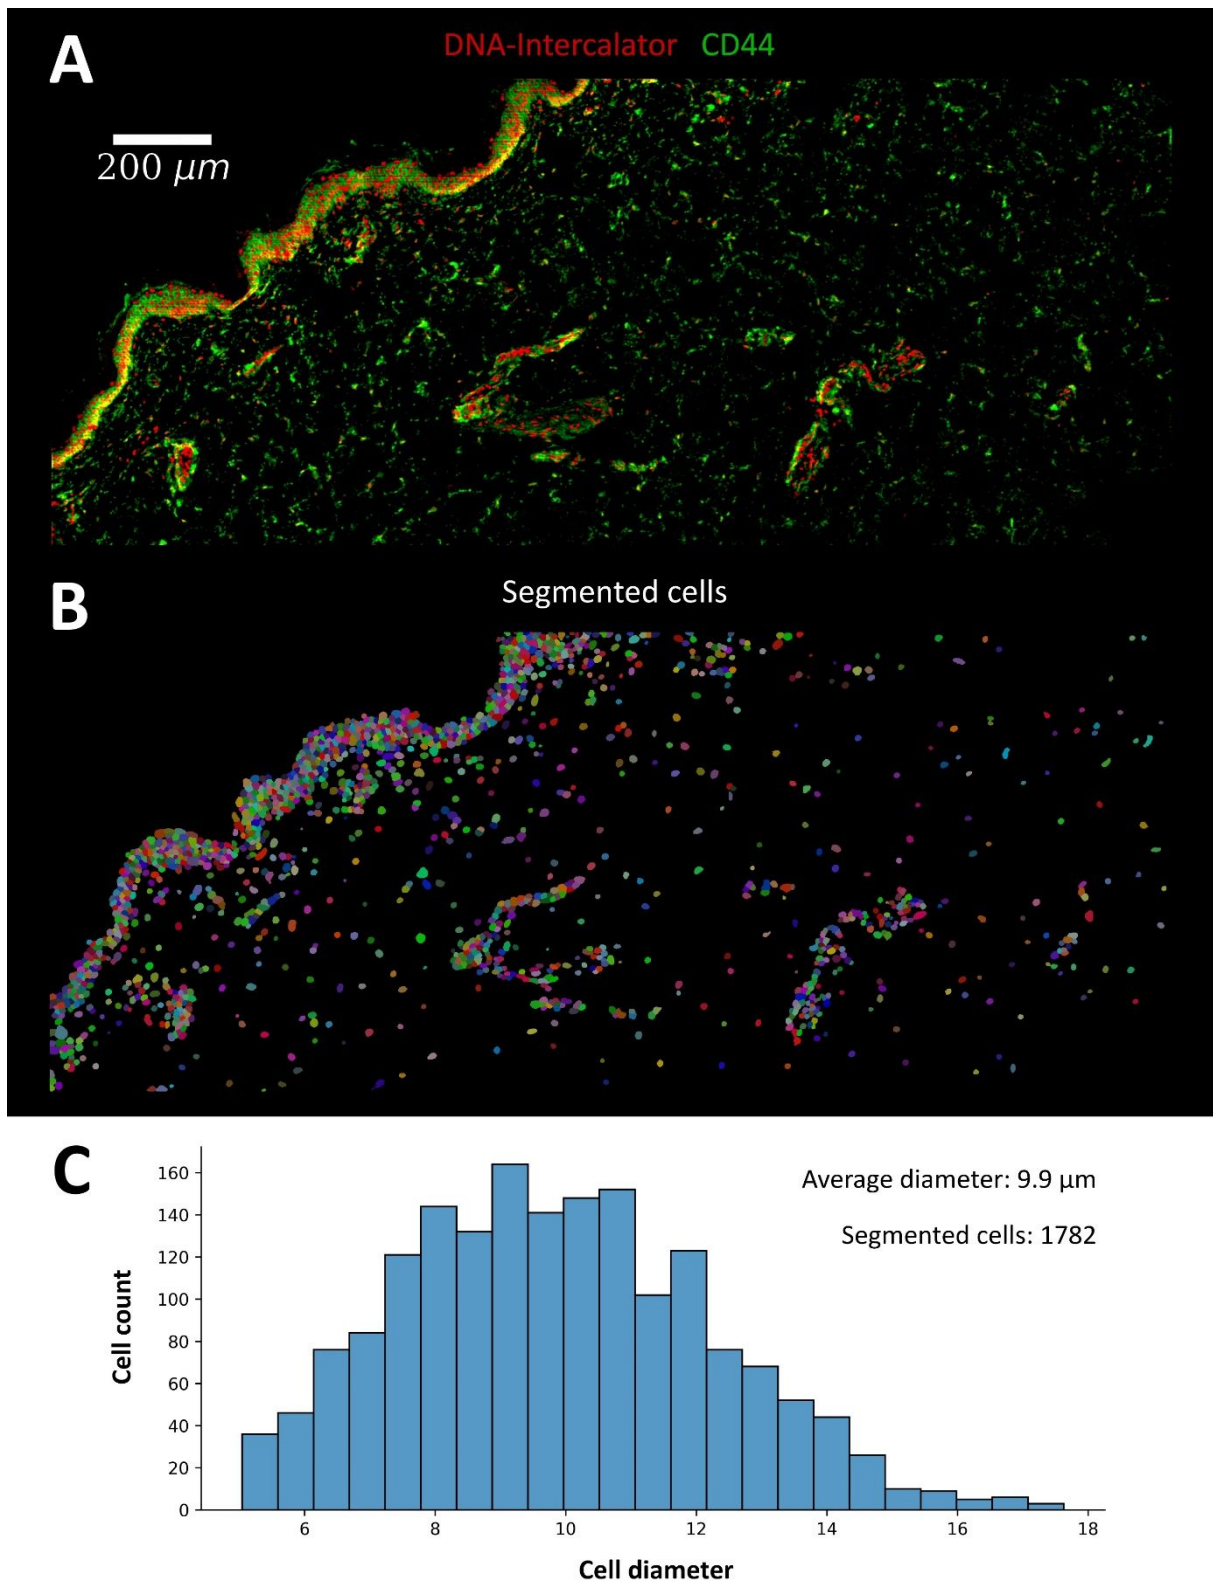 A
DNA-Intercalator CD44
200 μm
B
Segmented cells
C
Average diameter: 9.9 μm
Segmented cells: 1782
Cell count
160
140
120
100
80
60
40
20
0
6 8 10 12 14 16 18
Cell diameter